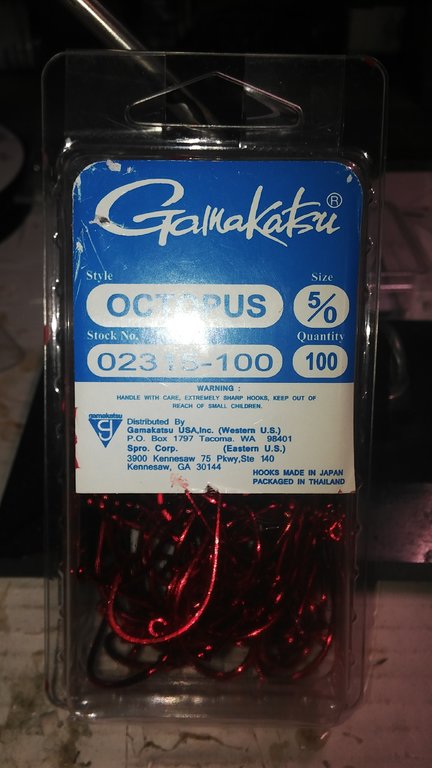 Gamakatsu®
Style Size
OCTOPUS 5/0
Stock No. Quantity
02315-100 100
WARNING :
HANDLE WITH CARE, EXTREMELY SHARP HOOKS, KEEP OUT OF
REACH OF SMALL CHILDREN.
gamakatsu
Distributed By
Gamakatsu USA,Inc. (Western U.S.)
P.O. Box 1797 Tacoma. WA 98401
Spro. Corp. (Eastern U.S.)
3900 Kennesaw 75 Pkwy,Ste 140
Kennesaw, GA 30144
HOOKS MADE IN JAPAN
PACKAGED IN THAILAND